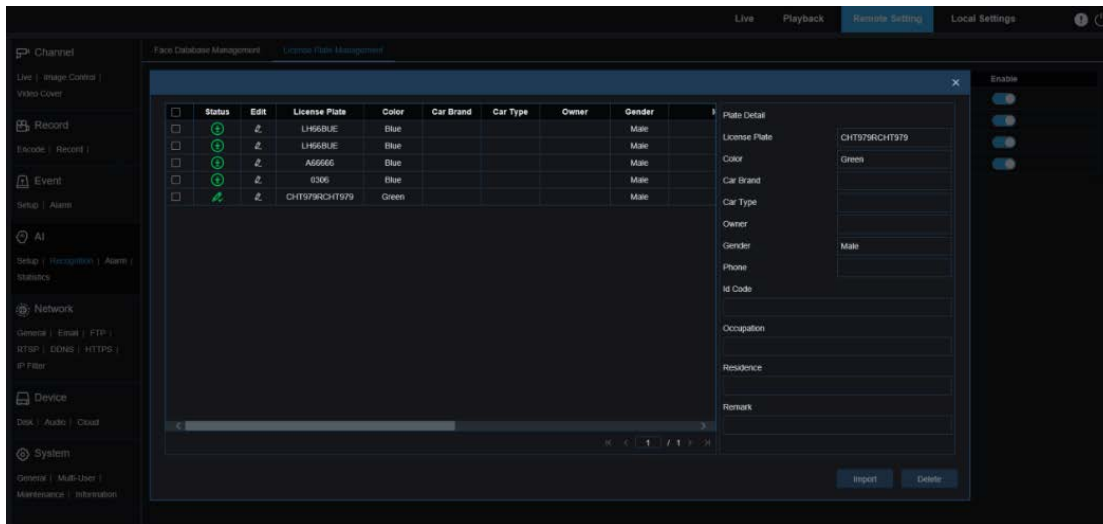 Live Playback Remote Setting Local Settings
Channel
Live | Image Control |
Video Cover
Record
Encode | Record |
Event
Setup | Alarm
AI
Setup | Recognition | Alarm |
Statistics
Network
General | Email | FTP |
RTSP | DDNS | HTTPS |
IP Filter
Device
Disk | Audio | Cloud
System
General | Multi-User |
Maintenance | Information
Face Database Management License Plate Management
Enable
Status Edit License Plate Color Car Brand Car Type Owner Gender
LH66BUE Blue Male
LH66BUE Blue Male
A66666 Blue Male
6306 Blue Male
CHT979RCHT979 Green Male
1 / 1
Plate Detail
License Plate CHT979RCHT979
Color Green
Car Brand
Car Type
Owner
Gender Male
Phone
Id Code
Occupation
Residence
Remark
Import Delete